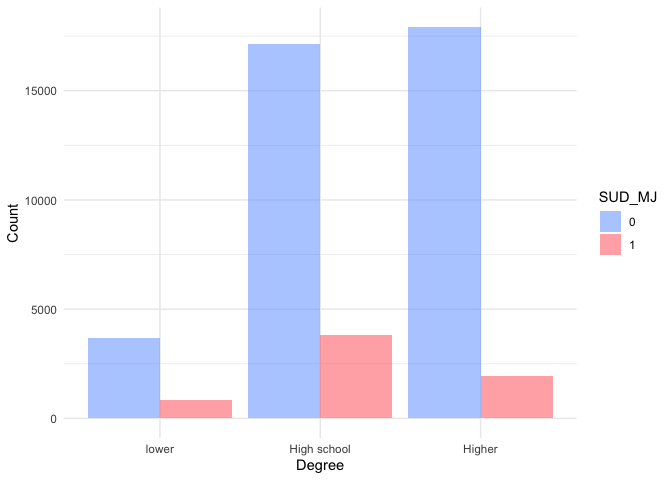 15000
10000
5000
0
Count
lower
High school
Higher
Degree
SUD_MJ
0
1